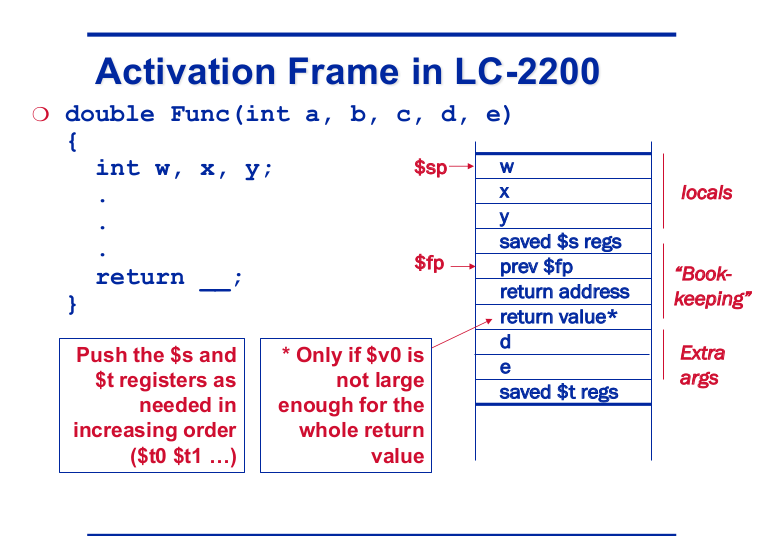 Activation Frame in LC-2200
❍ double Func(int a, b, c, d, e)
{
int w, x, y;
.
.
.
return __;
}
$sp
$fp
w
x
y
saved $s regs
prev $fp
return address
return value*
d
e
saved $t regs
locals
“Book-
keeping”
Extra
args
Push the $s and
$t registers as
needed in
increasing order
($t0 $t1 …)
* Only if $v0 is
not large
enough for the
whole return
value